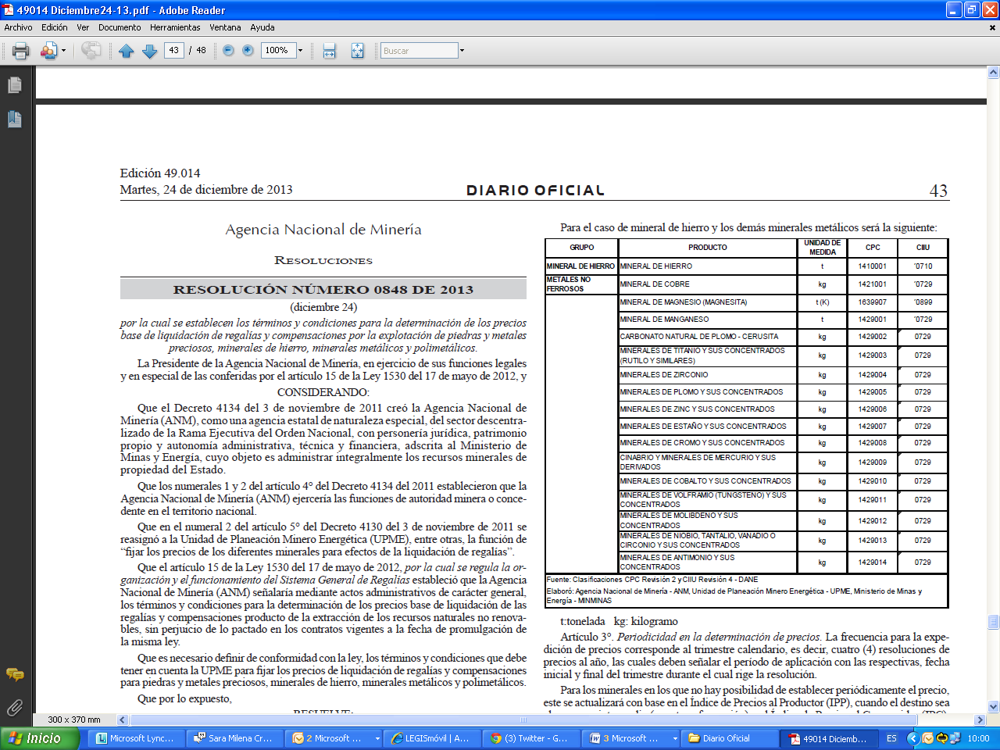 49014 Diciembre24-13.pdf - Adobe Reader
Archivo Edición Ver Documento Herramientas Ventana Ayuda
43 / 48 100% Buscar
Edición 49.014
Martes, 24 de diciembre de 2013 DIARIO OFICIAL 43
Agencia Nacional de Minería
RESOLUCIONES
RESOLUCIÓN NÚMERO 0848 DE 2013
(diciembre 24)
por la cual se establecen los términos y condiciones para la determinación de los precios
base de liquidación de regalías y compensaciones por la explotación de piedras y metales
preciosos, minerales de hierro, minerales metálicos y polimetálicos.
La Presidente de la Agencia Nacional de Minería, en ejercicio de sus funciones legales
y en especial de las conferidas por el artículo 15 de la Ley 1530 del 17 de mayo de 2012, y
CONSIDERANDO:
Que el Decreto 4134 del 3 de noviembre de 2011 creó la Agencia Nacional de
Minería (ANM), como una agencia estatal de naturaleza especial, del sector descentra-
lizado de la Rama Ejecutiva del Orden Nacional, con personería jurídica, patrimonio
propio y autonomía administrativa, técnica y financiera, adscrita al Ministerio de
Minas y Energía, cuyo objeto es administrar integralmente los recursos minerales de
propiedad del Estado.
Que los numerales 1 y 2 del artículo 4° del Decreto 4134 del 2011 establecieron que la
Agencia Nacional de Minería (ANM) ejercería las funciones de autoridad minera o conce-
dente en el territorio nacional.
Que en el numeral 2 del artículo 5° del Decreto 4130 del 3 de noviembre de 2011 se
reasignó a la Unidad de Planeación Minero Energética (UPME), entre otras, la función de
“fijar los precios de los diferentes minerales para efectos de la liquidación de regalías”.
Que el artículo 15 de la Ley 1530 del 17 de mayo de 2012, por la cual se regula la or-
ganización y el funcionamiento del Sistema General de Regalías estableció que la Agencia
Nacional de Minería (ANM) señalaría mediante actos administrativos de carácter general,
los términos y condiciones para la determinación de los precios base de liquidación de las
regalías y compensaciones producto de la extracción de los recursos naturales no renova-
bles, sin perjuicio de lo pactado en los contratos vigentes a la fecha de promulgación de
la misma ley.
Que es necesario definir de conformidad con la ley, los términos y condiciones que debe
tener en cuenta la UPME para fijar los precios de liquidación de regalías y compensaciones
para piedras y metales preciosos, minerales de hierro, minerales metálicos y polimetálicos.
Que por lo expuesto,
RESUELVE:
Para el caso de mineral de hierro y los demás minerales metálicos será la siguiente:
GRUPO PRODUCTO UNIDAD DE MEDIDA CPC CIIU
MINERAL DE HIERRO MINERAL DE HIERRO t 1410001 '0710
METALES NO FERROSOS MINERAL DE COBRE kg 1421001 '0729
MINERAL DE MAGNESIO (MAGNESITA) t (K) 1639907 '0899
MINERAL DE MANGANESO t 1429001 '0729
CARBONATO NATURAL DE PLOMO - CERUSITA kg 1429002 0729
MINERALES DE TITANIO Y SUS CONCENTRADOS
(RUTILO Y SIMILARES) kg 1429003 0729
MINERALES DE ZIRCONIO kg 1429004 0729
MINERALES DE PLOMO Y SUS CONCENTRADOS kg 1429005 0729
MINERALES DE ZINC Y SUS CONCENTRADOS kg 1429006 0729
MINERALES DE ESTAÑO Y SUS CONCENTRADOS kg 1429007 0729
MINERALES DE CROMO Y SUS CONCENTRADOS kg 1429008 0729
CINABRIO Y MINERALES DE MERCURIO Y SUS
DERIVADOS kg 1429009 0729
MINERALES DE COBALTO Y SUS CONCENTRADOS kg 1429010 0729
MINERALES DE VOLFRAMIO (TUNGSTENO) Y SUS
CONCENTRADOS kg 1429011 0729
MINERALES DE MOLIBDENO Y SUS
CONCENTRADOS kg 1429012 0729
MINERALES DE NIOBIO, TANTALIO, VANADIO O
CIRCONIO Y SUS CONCENTRADOS kg 1429013 0729
MINERALES DE ANTIMONIO Y SUS
CONCENTRADOS kg 1429014 0729
Fuente: Clasificaciones CPC Revisión 2 y CIIU Revisión 4 - DANE
Elaboró: Agencia Nacional de Minería - ANM, Unidad de Planeación Minero Energética - UPME, Ministerio de Minas y
Energía - MINMINAS
t:tonelada kg: kilogramo
Artículo 3°. Periodicidad en la determinación de precios. La frecuencia para la expe-
dición de precios corresponde al trimestre calendario, es decir, cuatro (4) resoluciones de
precios al año, las cuales deben señalar el período de aplicación con las respectivas, fecha
inicial y final del trimestre durante el cual rige la resolución.
Para los minerales en los que no hay posibilidad de establecer periódicamente el precio,
este se actualizará con base en el Índice de Precios al Productor (IPP), cuando el destino sea
300 x 370 mm
Inicio Microsoft Lync... Sara Milena Cr... 2 Microsoft ... LEGISmóvil | A... (3) Twitter - G... 3 Microsoft ... Diario Oficial 49014 Diciemb... ES 10:00